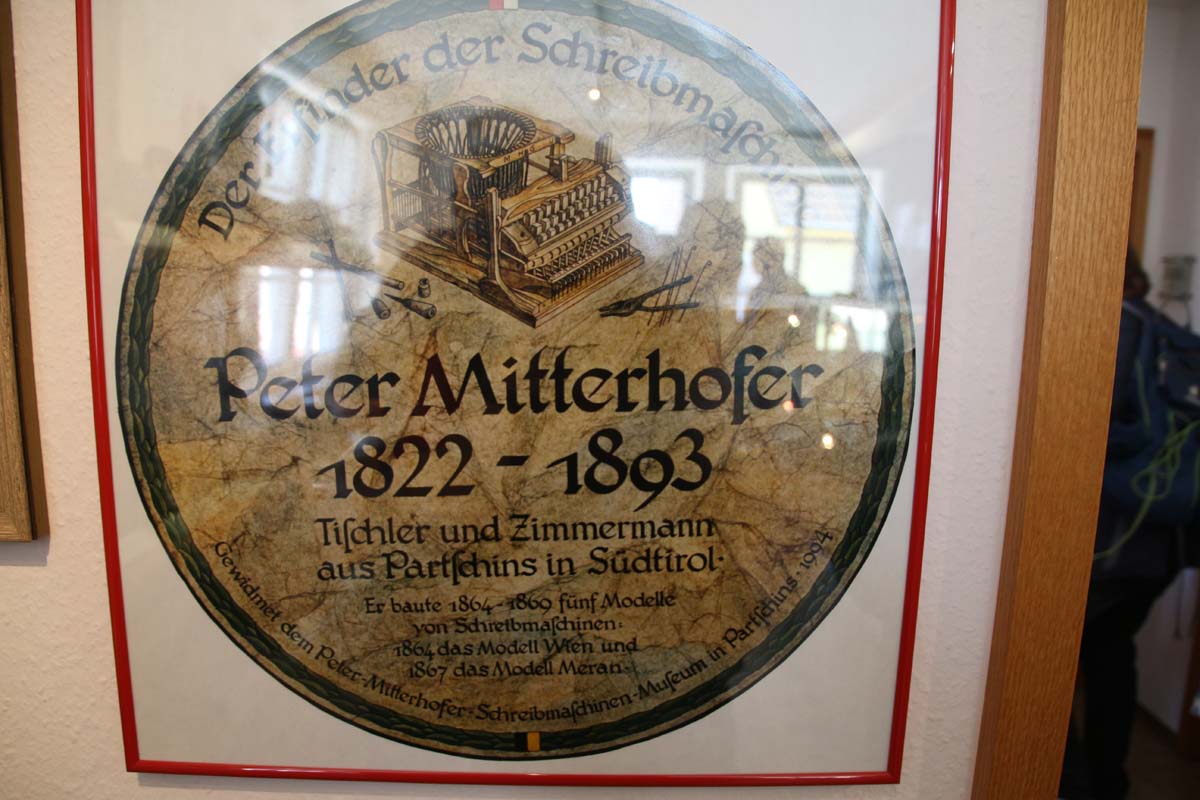 Der Erfinder der Schreibmaſchine
Peter Mitterhofer
1822 - 1893
Tiſchler und Zimmermann
aus Partſchins in Südtirol·
Er baute 1864-1869 fünf Modelle
von Schreibmaſchinen:
1864 das Modell Wien und
1867 das Modell Meran·
Gewidmet dem Peter-Mitterhofer-Schreibmaſchinen-Muſeum in Partſchins· 1994